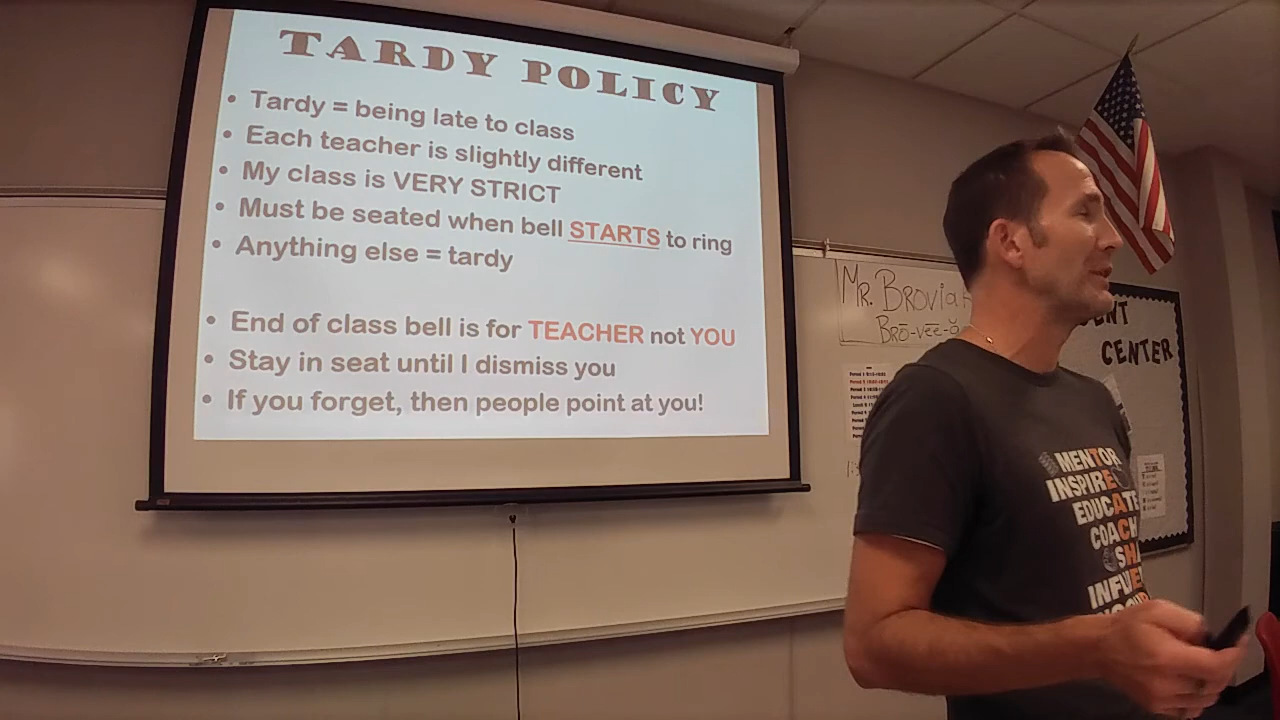 TARDY POLICY
• Tardy = being late to class
• Each teacher is slightly different
• My class is VERY STRICT
• Must be seated when bell STARTS to ring
• Anything else = tardy
• End of class bell is for TEACHER not YOU
• Stay in seat until I dismiss you
• If you forget, then people point at you!
MR. BROVIA
BRŌ-VĒĒ-
CENTER
MENTOR
INSPIRE
EDUCATE
COACH